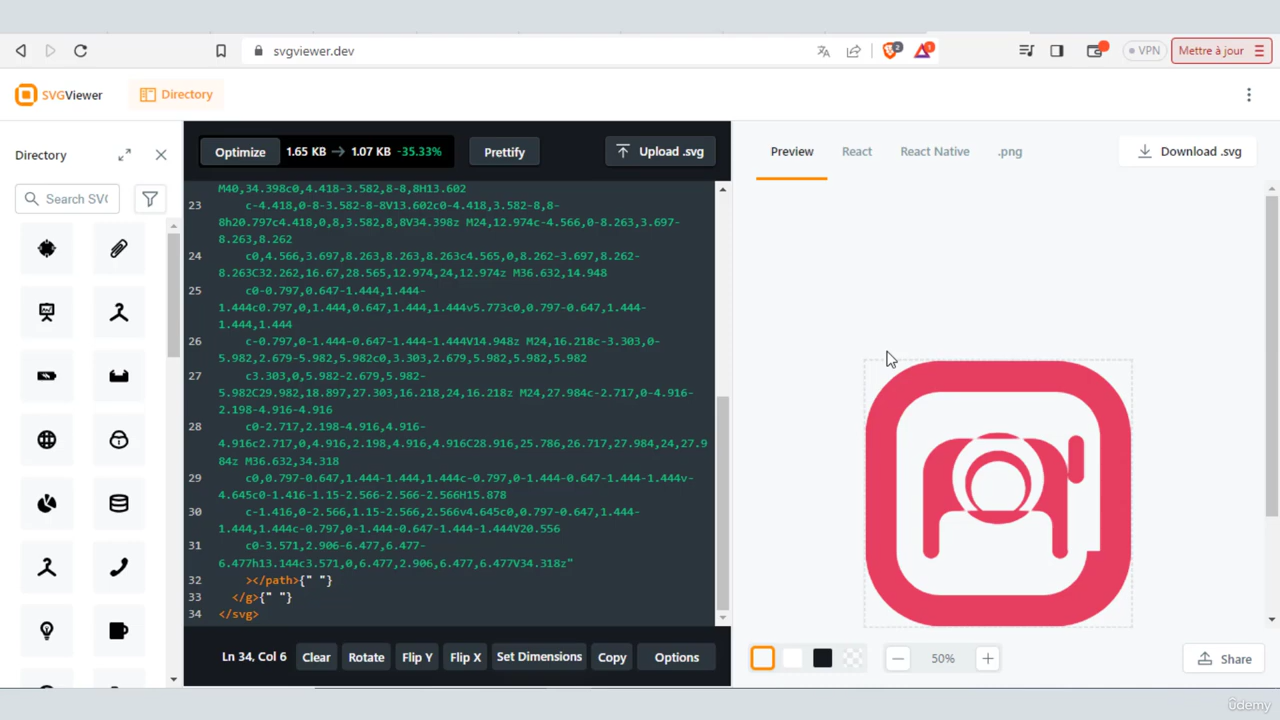 svgviewer.dev
2
1
VPN
Mettre à jour
SVGViewer
Directory
Directory
Search SVG
Optimize
1.65 KB → 1.07 KB -35.33%
Prettify
Upload .svg
M40,34.398c0,4.418-3.582,8-8,8H13.602
23 c-4.418,0-8-3.582-8-8V13.602c0-4.418,3.582-8,8-
8h20.797c4.418,0,8,3.582,8,8V34.398z M24,12.974c-4.566,0-8.263,3.697-
8.263,8.262
24 c0,4.566,3.697,8.263,8.263,8.263c4.565,0,8.262-3.697,8.262-
8.263C32.262,16.67,28.565,12.974,24,12.974z M36.632,14.948
25 c0-0.797,0.647-1.444,1.444-
1.444c0.797,0,1.444,0.647,1.444,1.444v5.773c0,0.797-0.647,1.444-
1.444,1.444
26 c-0.797,0-1.444-0.647-1.444-1.444V14.948z M24,16.218c-3.303,0-
5.982,2.679-5.982,5.982c0,3.303,2.679,5.982,5.982,5.982
27 c3.303,0,5.982-2.679,5.982-
5.982C29.982,18.897,27.303,16.218,24,16.218z M24,27.984c-2.717,0-4.916-
2.198-4.916-4.916
28 c0-2.717,2.198-4.916,4.916-
4.916c2.717,0,4.916,2.198,4.916,4.916C28.916,25.786,26.717,27.984,24,27.9
84z M36.632,34.318
29 c0,0.797-0.647,1.444-1.444,1.444c-0.797,0-1.444-0.647-1.444-1.444v-
4.645c0-1.416-1.15-2.566-2.566-2.566H15.878
30 c-1.416,0-2.566,1.15-2.566,2.566v4.645c0,0.797-0.647,1.444-
1.444,1.444c-0.797,0-1.444-0.647-1.444-1.444V20.556
31 c0-3.571,2.906-6.477,6.477-
6.477h13.144c3.571,0,6.477,2.906,6.477,6.477V34.318z"
32 ></path>{" "}
33 </g>{" "}
34 </svg>
Ln 34, Col 6
Clear
Rotate
Flip Y
Flip X
Set Dimensions
Copy
Options
Preview
React
React Native
.png
Download .svg
50%
Share
ûdemy